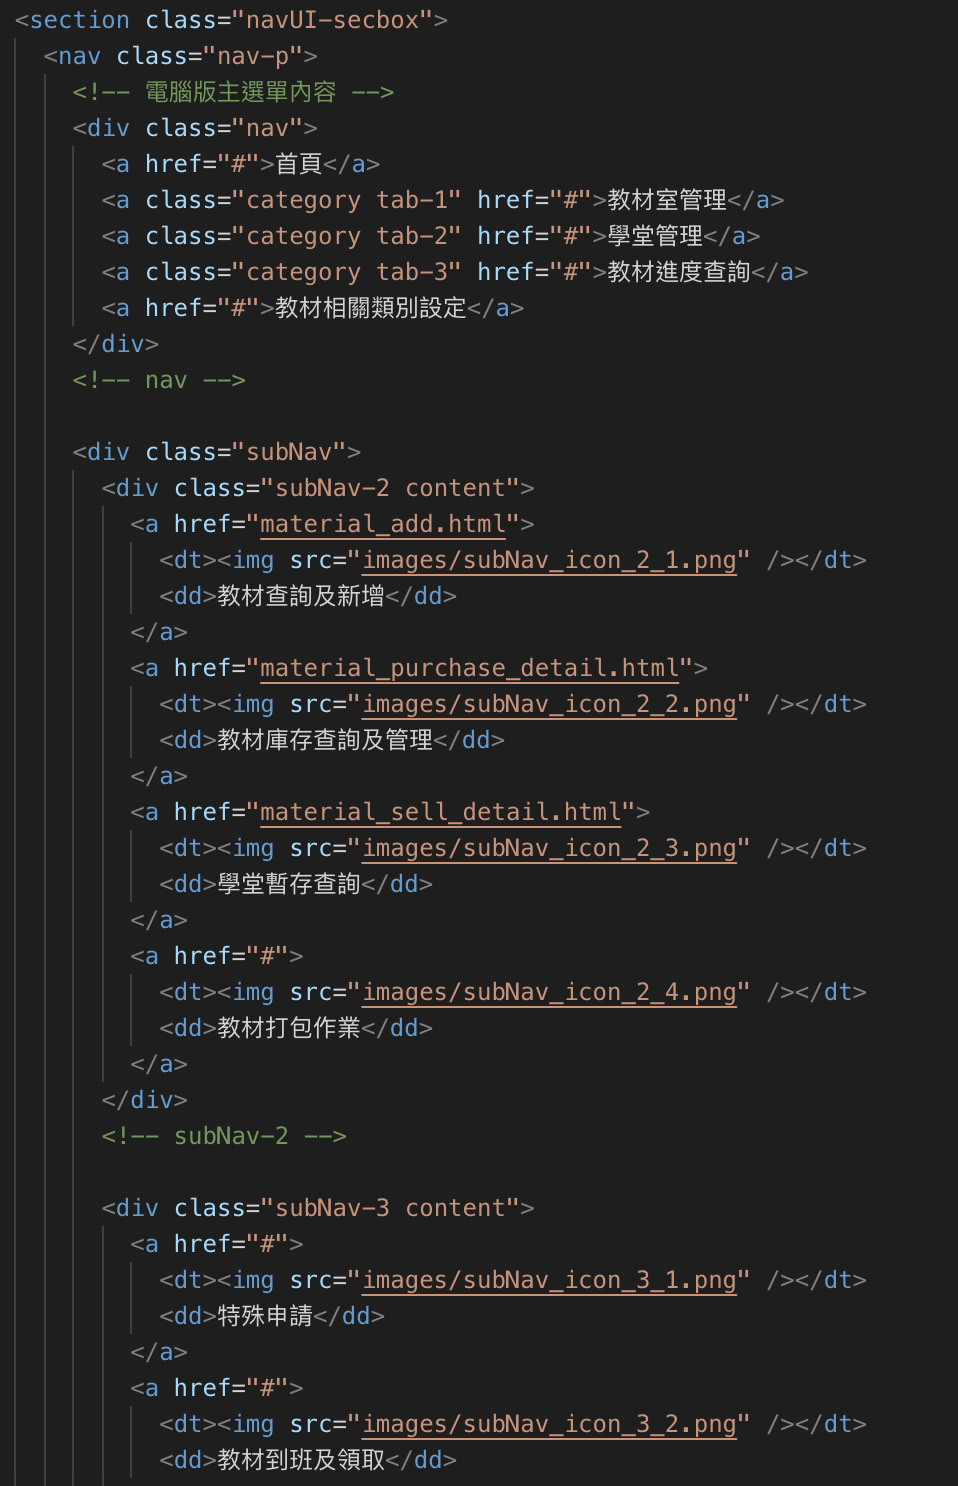 <section class="navUI-secbox">
<nav class="nav-p">
<!-- 電腦版主選單內容 -->
<div class="nav">
<a href="#">首頁</a>
<a class="category tab-1" href="#">教材室管理</a>
<a class="category tab-2" href="#">學堂管理</a>
<a class="category tab-3" href="#">教材進度查詢</a>
<a href="#">教材相關類別設定</a>
</div>
<!-- nav -->
<div class="subNav">
<div class="subNav-2 content">
<a href="material_add.html">
<dt><img src="images/subNav_icon_2_1.png" /></dt>
<dd>教材查詢及新增</dd>
</a>
<a href="material_purchase_detail.html">
<dt><img src="images/subNav_icon_2_2.png" /></dt>
<dd>教材庫存查詢及管理</dd>
</a>
<a href="material_sell_detail.html">
<dt><img src="images/subNav_icon_2_3.png" /></dt>
<dd>學堂暫存查詢</dd>
</a>
<a href="#">
<dt><img src="images/subNav_icon_2_4.png" /></dt>
<dd>教材打包作業</dd>
</a>
</div>
<!-- subNav-2 -->
<div class="subNav-3 content">
<a href="#">
<dt><img src="images/subNav_icon_3_1.png" /></dt>
<dd>特殊申請</dd>
</a>
<a href="#">
<dt><img src="images/subNav_icon_3_2.png" /></dt>
<dd>教材到班及領取</dd>